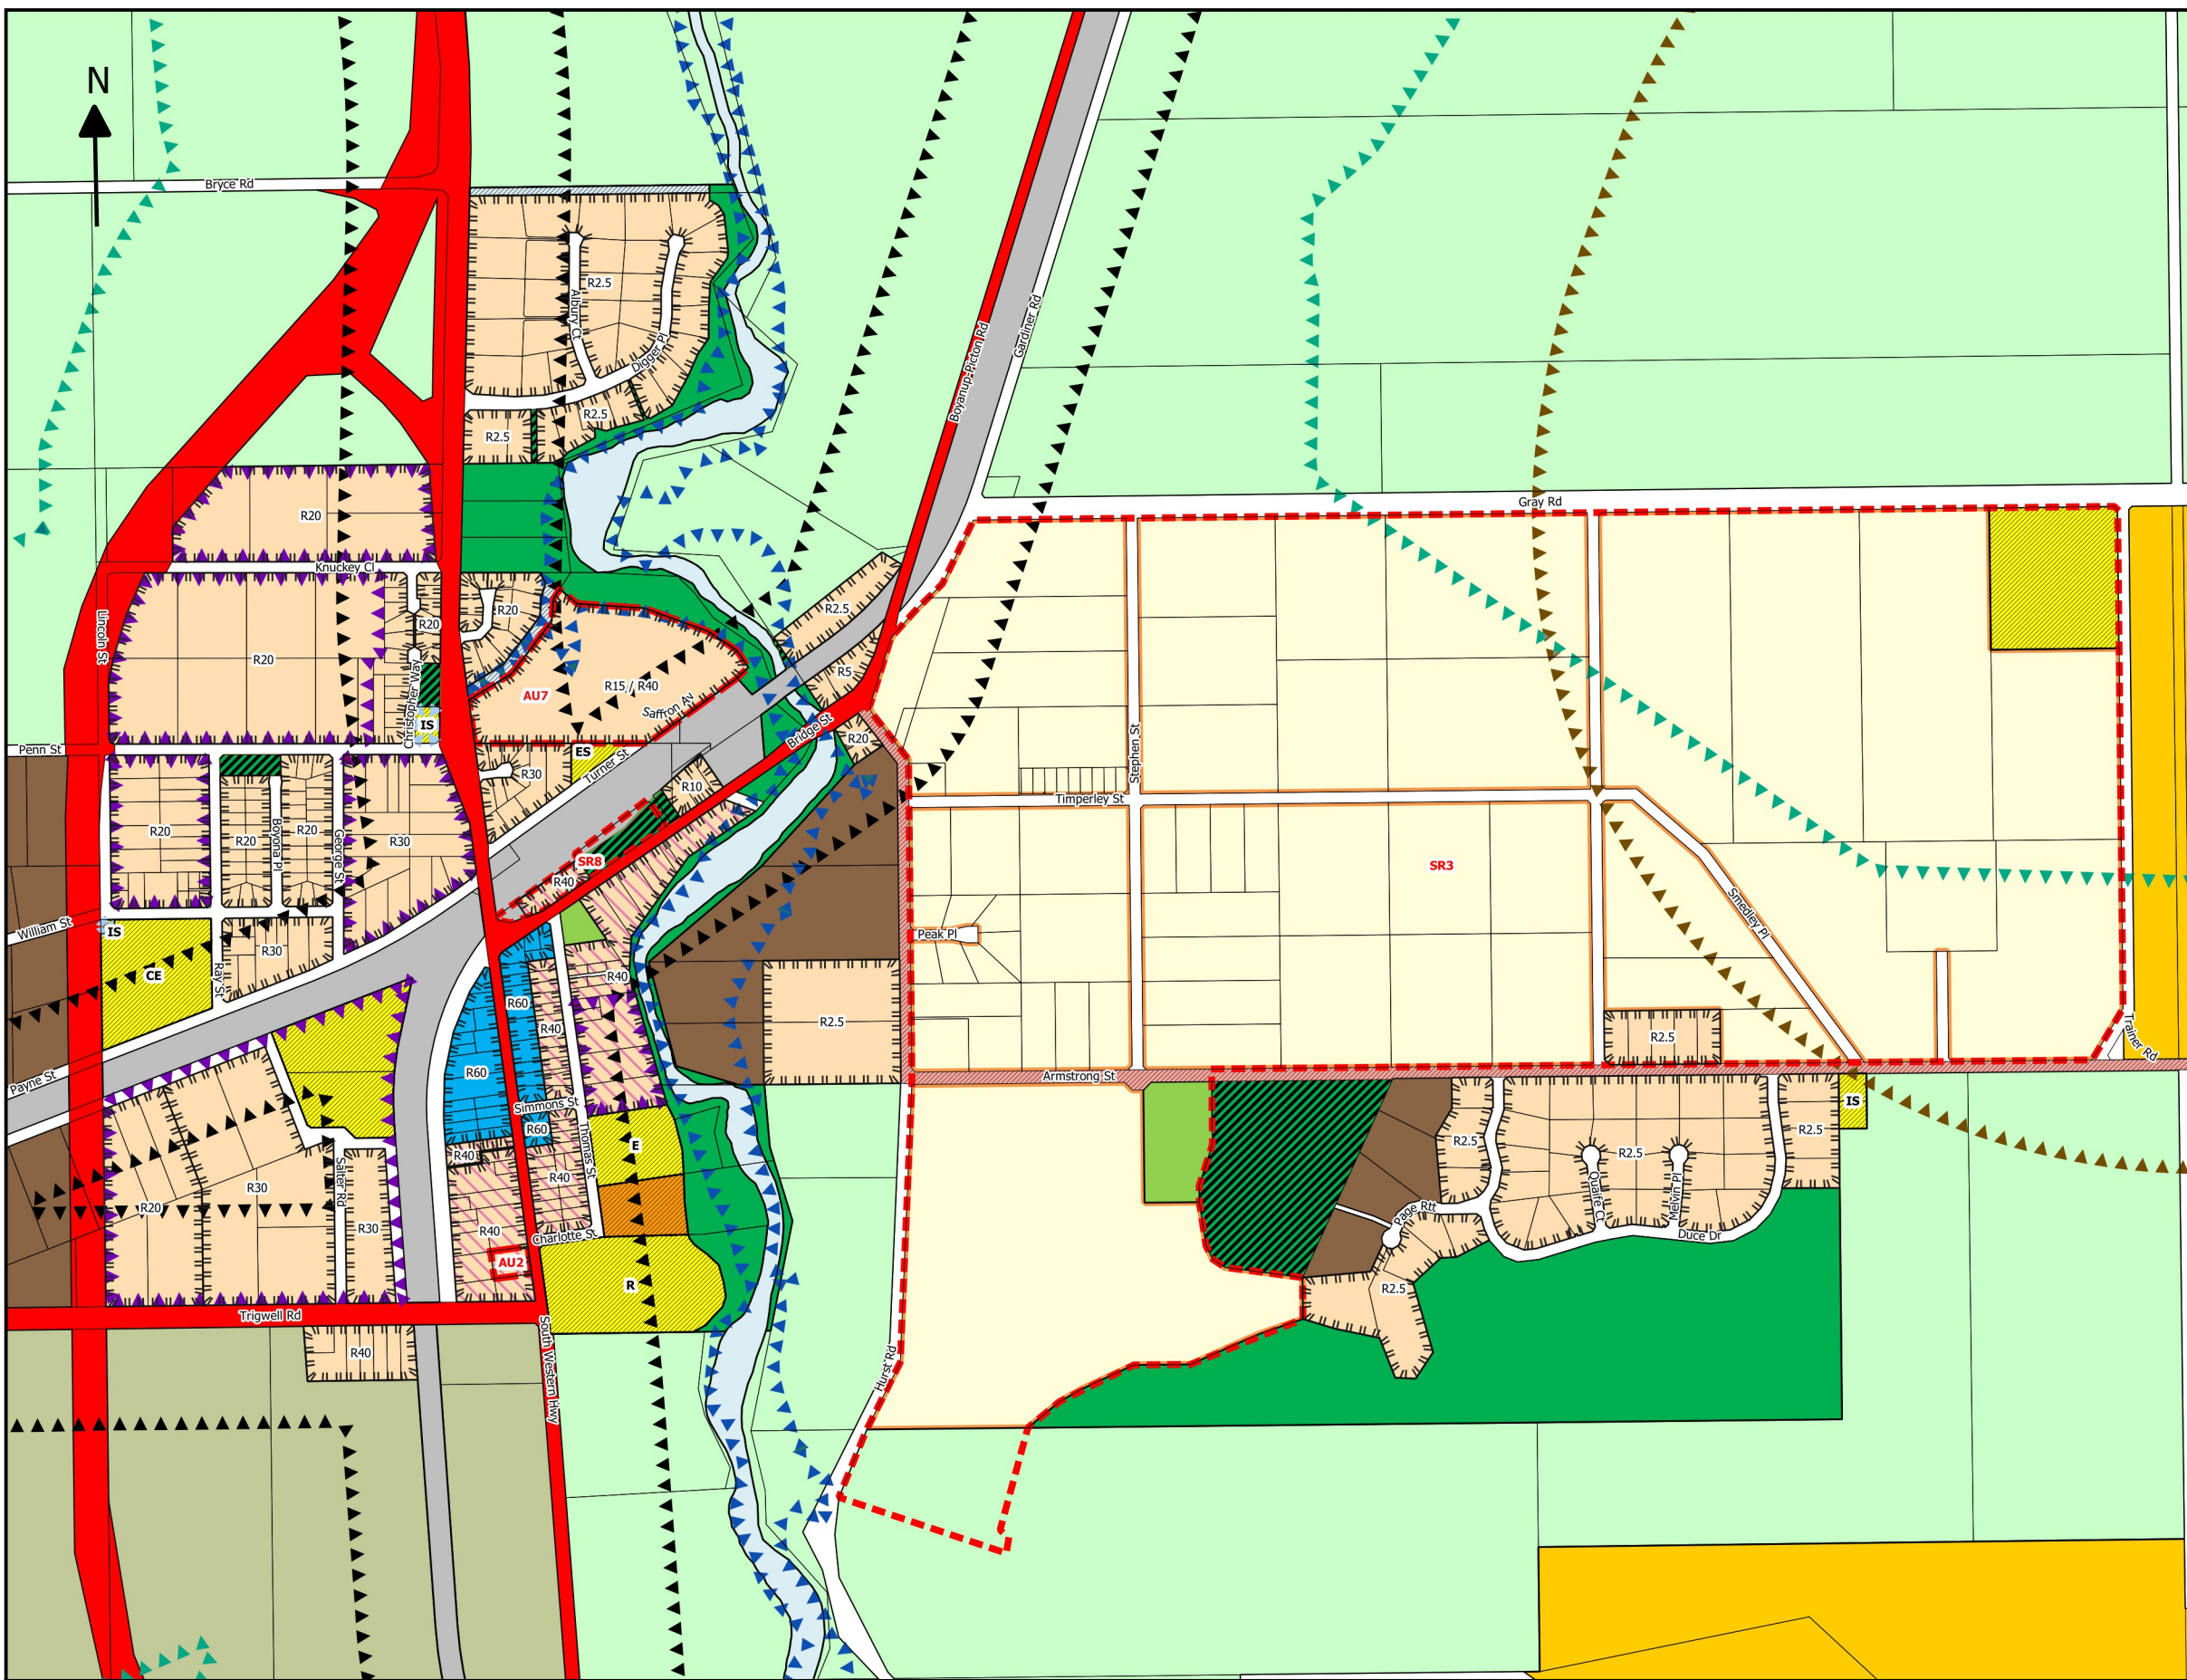 N
Bryce Rd
R2.5
Albury Ct
Digger Pl
R2.5
R2.5
Boyanup-Picton Rd
Gardiner Rd
Gray Rd
R20
Knuckey Cl
Lincoln St
R20
R20
R20
Christopher Way
IS
AU7
R15 / R40
Saffron Av
R2.5
R5
Bridge St
R20
Penn St
R30
ES
Turner St
R10
Stephen St
Timperley St
R20
R20
Boyona Pl
R20
George St
R30
SR8
R40
SR3
William St
IS
CE
Ray St
R30
Smedley Pl
Peak Pl
R40
R60
R40
R2.5
R2.5
Trainer Rd
Payne St
R60
Simmons St
R60
Armstrong St
IS
R40
Thomas St
E
R40
R2.5
R2.5
R2.5
Quaife Ct
Melvin Pl
Page Rtt
Duce Dr
R2.5
R20
R30
Salter Rd
R30
R40
Charlotte St
AU2
R
Trigwell Rd
South Western Hwy
R40
Hurst Rd